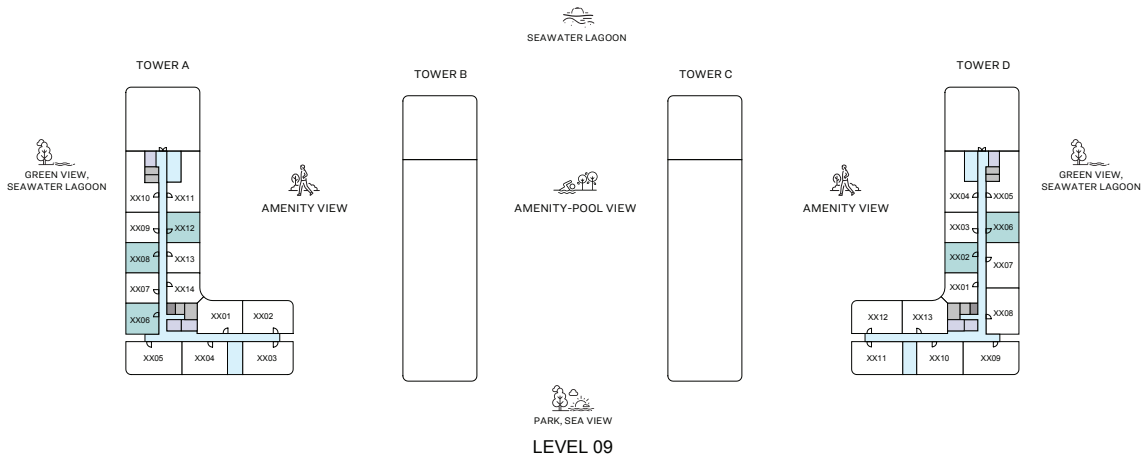 SEAWATER LAGOON
TOWER A
TOWER B
TOWER C
TOWER D
GREEN VIEW,
SEAWATER LAGOON
AMENITY VIEW
AMENITY-POOL VIEW
AMENITY VIEW
GREEN VIEW,
SEAWATER LAGOON
XX10 XX11
XX09 XX12
XX08 XX13
XX07 XX14
XX06 XX01 XX02
XX05 XX04 XX03
XX04 XX05
XX03 XX06
XX02 XX07
XX01
XX12 XX13 XX08
XX11 XX10 XX09
PARK, SEA VIEW
LEVEL 09